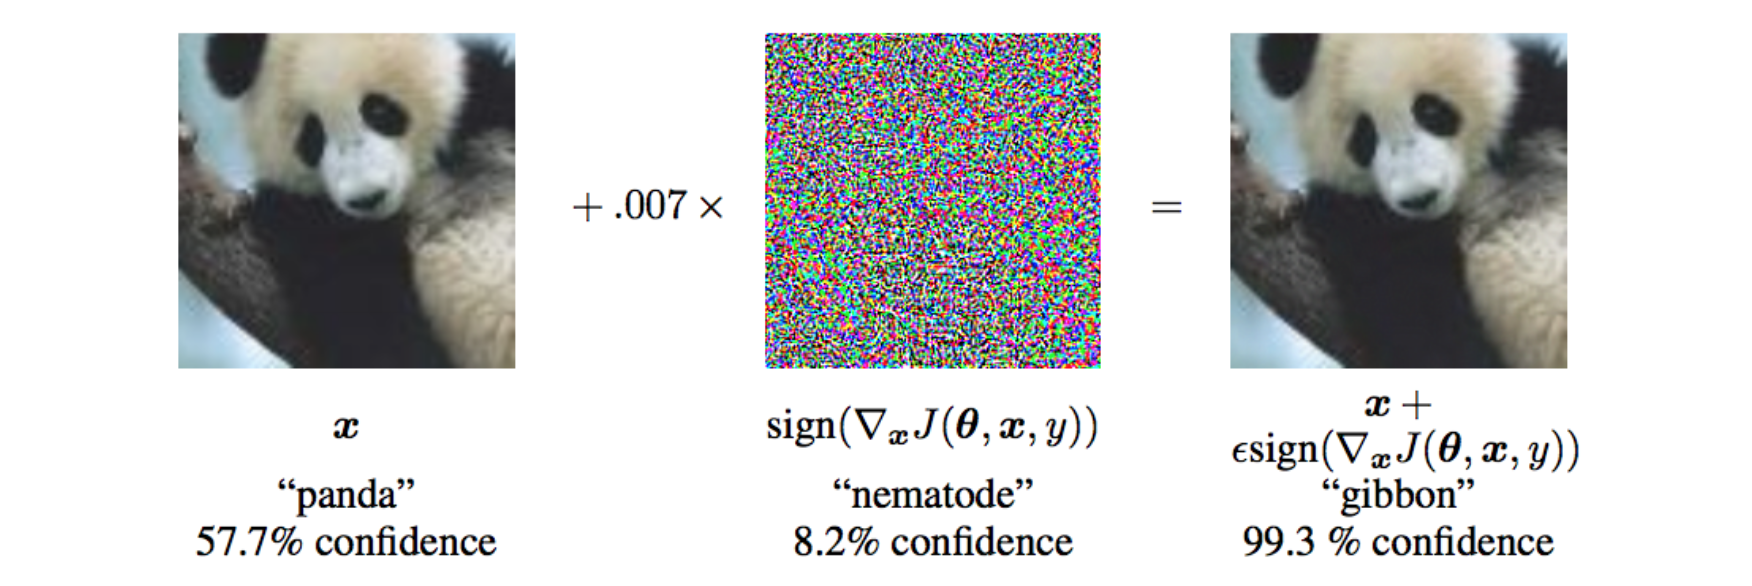 + .007 ×
=
x
sign(∇ₓJ(θ, x, y))
x +
ϵsign(∇ₓJ(θ, x, y))
“panda”
“nematode”
“gibbon”
57.7% confidence
8.2% confidence
99.3 % confidence